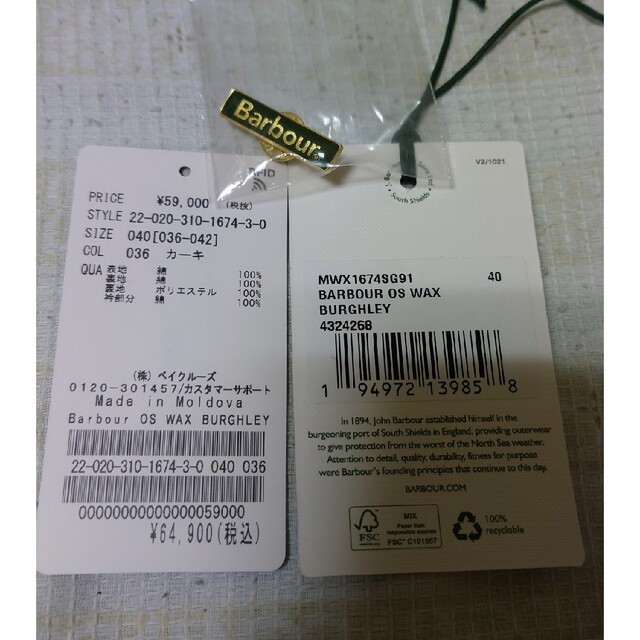 Barbour
RFID
PRICE ¥59,000 (税抜)
STYLE 22-020-310-1674-3-0
SIZE 040[036-042]
COL 036 カーキ
QUA 表地 綿 100%
裏地 綿 100%
裏地 ポリエステル 100%
衿部分 綿 100%
(株) ベイクルーズ
0120-301457/カスタマーサポート
Made in Moldova
Barbour OS WAX BURGHLEY
22-020-310-1674-3-0 040 036
00000000000000059000
¥64,900(税込)
V2/1021
South Shields
MWX1674SG91 40
BARBOUR OS WAX
BURGHLEY
4324268
1 94972 13985 8
In 1894, John Barbour established himself in the
burgeoning port of South Shields in England, providing outerwear
to give protection from the worst of the North Sea weather.
Attention to detail, quality, durability, fitness for purpose
were Barbour's founding principles that continue to this day.
BARBOUR.COM
FSC
MIX
Paper from
responsible sources
FSC™ C101557
100%
recyclable